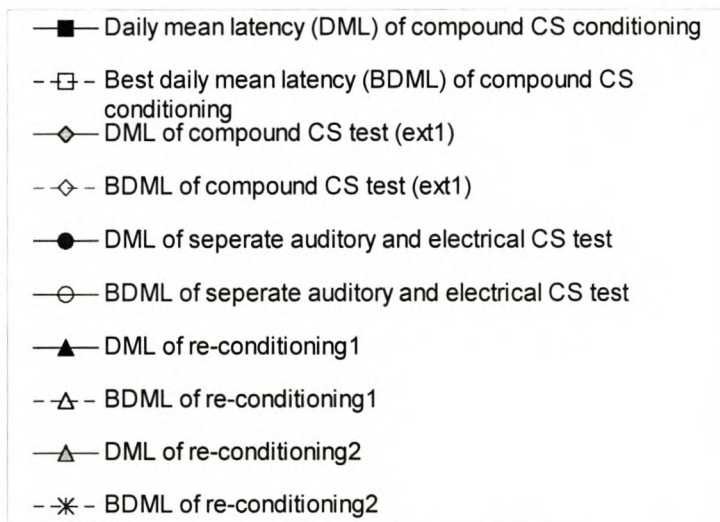 Daily mean latency (DML) of compound CS conditioning
Best daily mean latency (BDML) of compound CS
conditioning
DML of compound CS test (ext1)
BDML of compound CS test (ext1)
DML of seperate auditory and electrical CS test
BDML of seperate auditory and electrical CS test
DML of re-conditioning1
BDML of re-conditioning1
DML of re-conditioning2
BDML of re-conditioning2